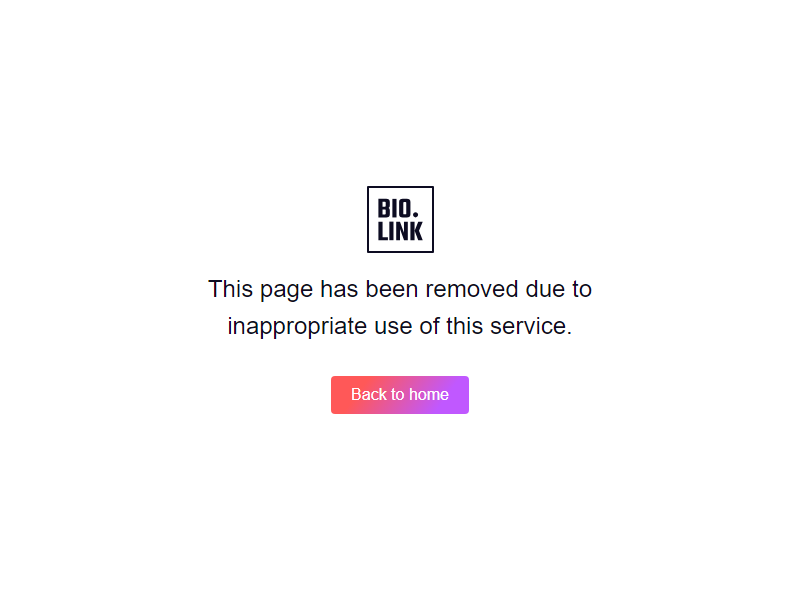 BIO.
LINK
This page has been removed due to
inappropriate use of this service.
Back to home